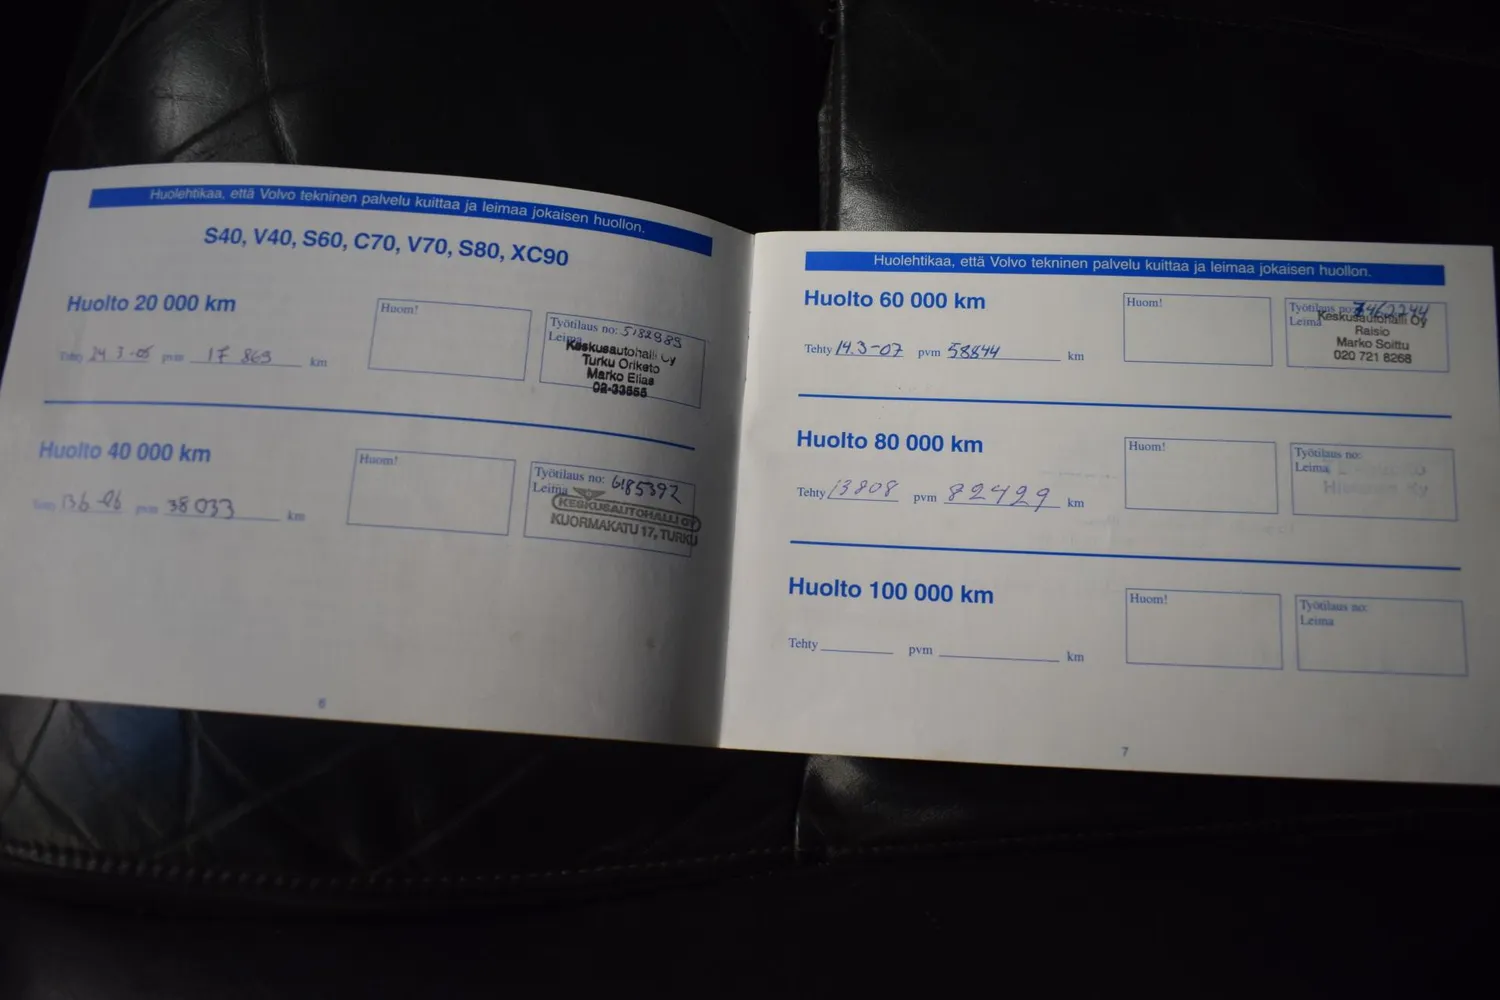 Huolehtikaa, että Volvo tekninen palvelu kuittaa ja leimaa jokaisen huollon.
S40, V40, S60, C70, V70, S80, XC90
Huolto 20 000 km
Huom!
Työtilaus no: 5182989
Leima
Keskusautohalli Oy
Turku Oriketo
Marko Elias
02-33555
Tehty 24.3-05 pvm 17 869 km
Huolto 40 000 km
Huom!
Työtilaus no: 6185392
Leima
KESKUSAUTOHALLI OY
KUORMAKATU 17, TURKU
Tehty 13.6-06 pvm 38 033 km
6
Huolehtikaa, että Volvo tekninen palvelu kuittaa ja leimaa jokaisen huollon.
Huolto 60 000 km
Huom!
Työtilaus no: 7462244
Leima
Keskusautohalli Oy
Raisio
Marko Soittu
020 721 8268
Tehty 14.3-07 pvm 58844 km
Huolto 80 000 km
Huom!
Työtilaus no:
Leima
Tehty 13808 pvm 82429 km
Huolto 100 000 km
Huom!
Työtilaus no:
Leima
Tehty pvm km
7